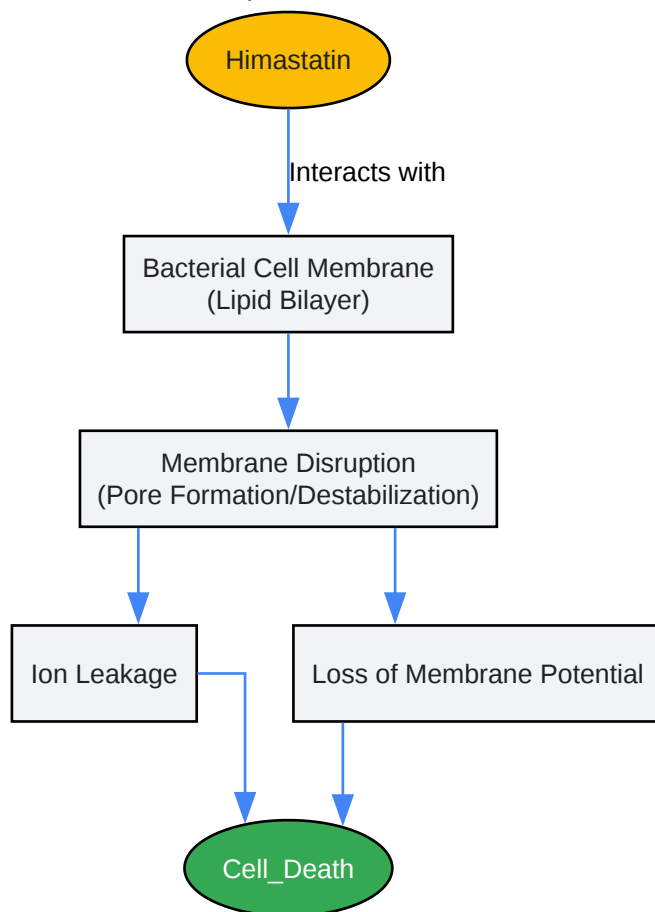 Himastatin
Interacts with
Bacterial Cell Membrane
(Lipid Bilayer)
Membrane Disruption
(Pore Formation/Destabilization)
Ion Leakage
Loss of Membrane Potential
Cell_Death